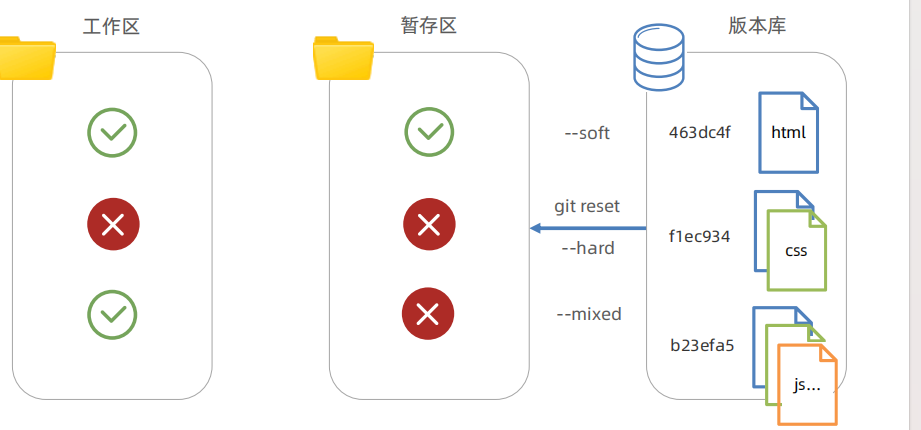 工作区
暂存区
版本库
--soft
463dc4f
html
git reset
--hard
f1ec934
css
--mixed
b23efa5
js...